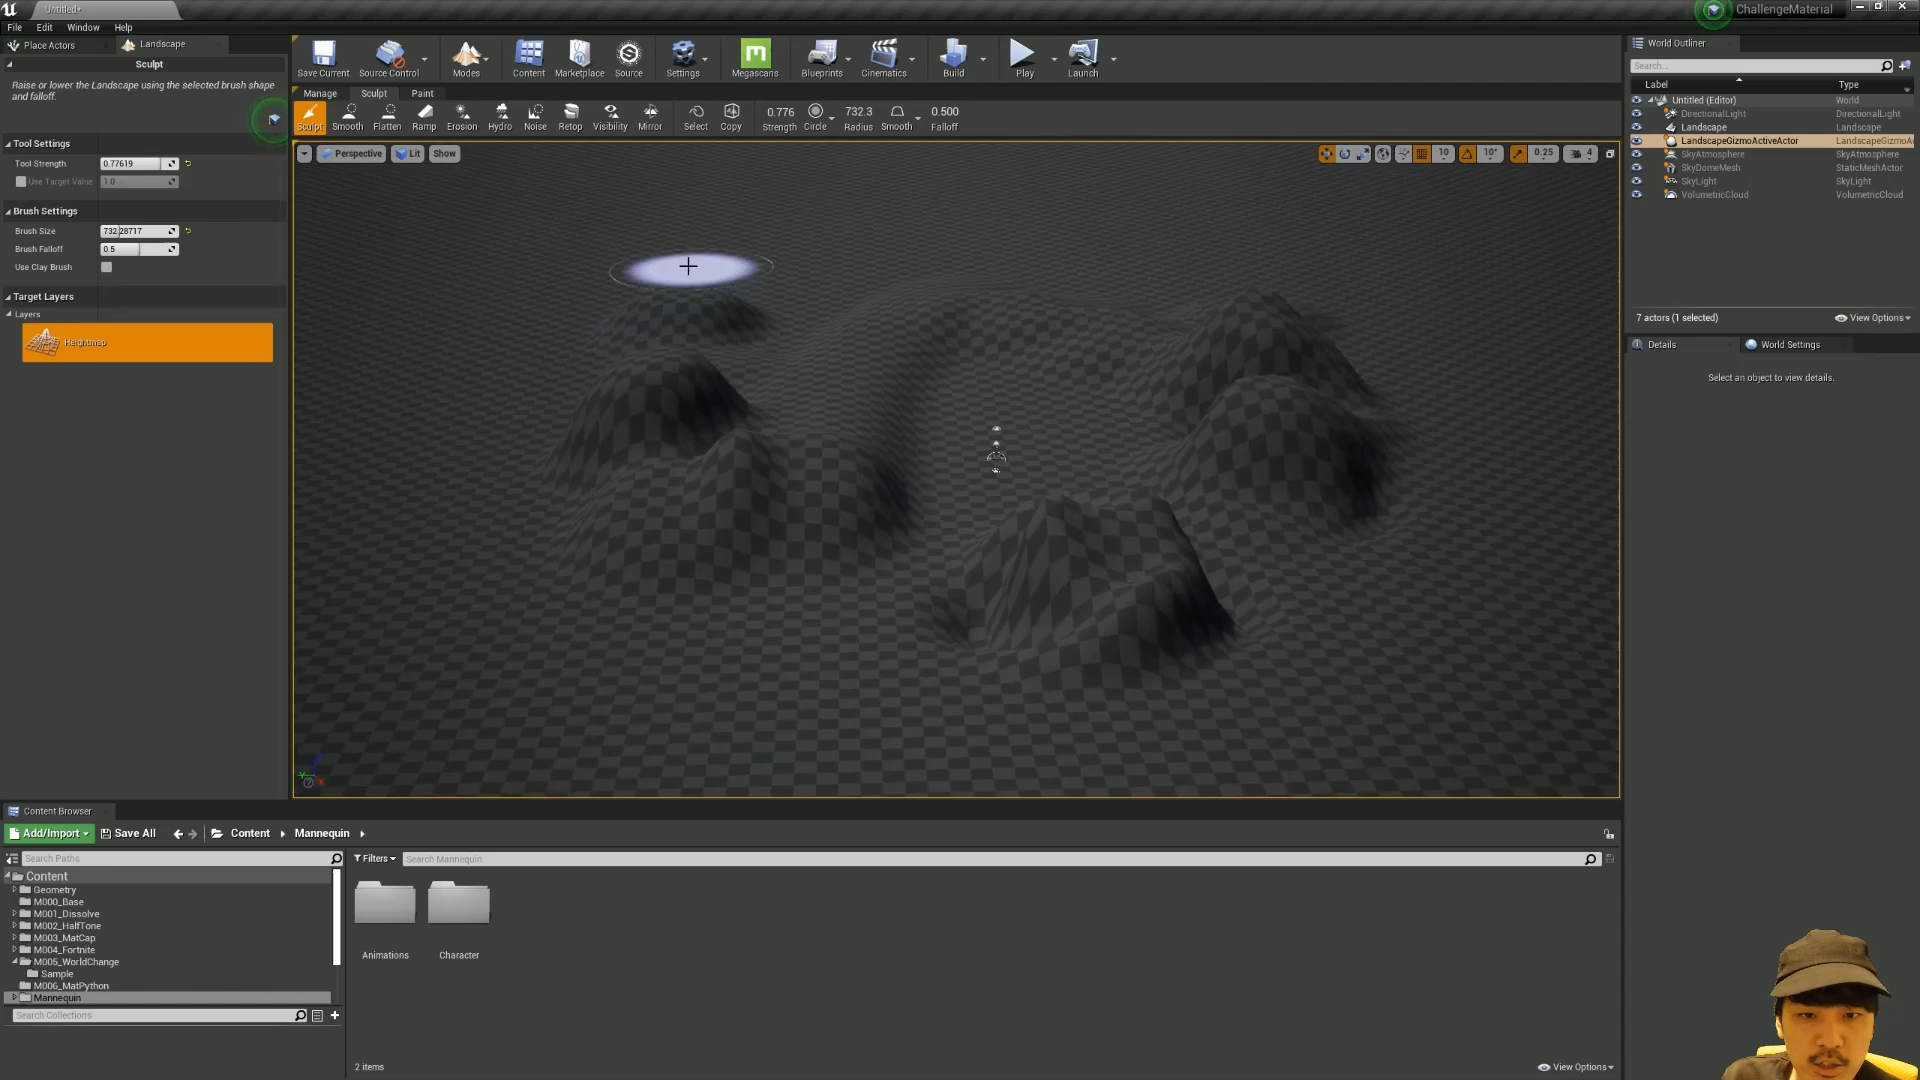 Untitled*
ChallengeMaterial
File Edit Window Help
Place Actors
Landscape
Sculpt
Raise or lower the Landscape using the selected brush shape
and falloff.
Tool Settings
Tool Strength 0.77619
Use Target Value 1.0
Brush Settings
Brush Size 732.28717
Brush Falloff 0.5
Use Clay Brush
Target Layers
Layers
Heightmap
Save Current Source Control Modes Content Marketplace Source Settings Megascans Blueprints Cinematics Build Play Launch
Manage Sculpt Paint
0.776 732.3 0.500
Sculpt Smooth Flatten Ramp Erosion Hydro Noise Retop Visibility Mirror Select Copy Strength Circle Radius Smooth Falloff
Perspective Lit Show
10 10° 0.25 4
World Outliner
Search...
Label Type
Untitled (Editor) World
DirectionalLight DirectionalLight
Landscape Landscape
LandscapeGizmoActiveActor LandscapeGizmoA
SkyAtmosphere SkyAtmosphere
SkyDomeMesh StaticMeshActor
SkyLight SkyLight
VolumetricCloud VolumetricCloud
7 actors (1 selected) View Options
Details
World Settings
Select an object to view details.
Content Browser
Add/Import Save All Content Mannequin
Search Paths
Filters Search Mannequin
Content
Geometry
M000_Base
M001_Dissolve
M002_HalfTone
M003_MatCap
M004_Fortnite
M005_WorldChange
Sample
M006_MatPython
Mannequin
Search Collections
Animations Character
2 items View Options